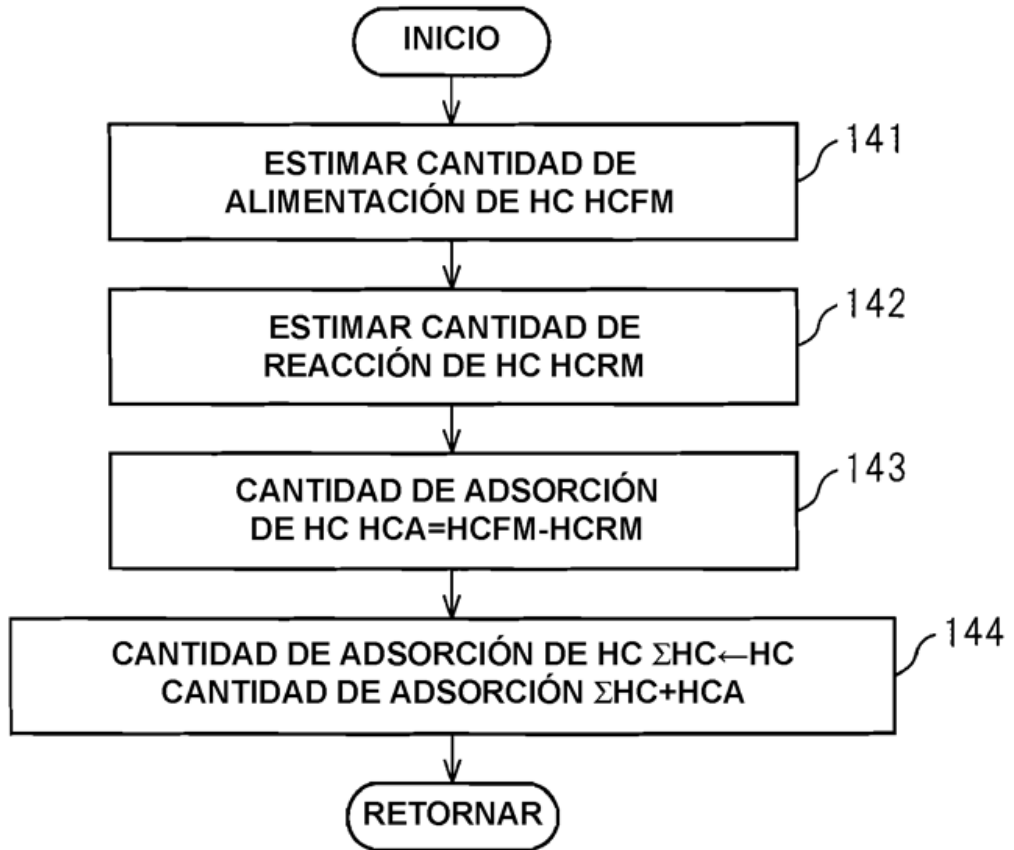 INICIO
ESTIMAR CANTIDAD DE
ALIMENTACIÓN DE HC HCFM
141
ESTIMAR CANTIDAD DE
REACCIÓN DE HC HCRM
142
CANTIDAD DE ADSORCIÓN
DE HC HCA=HCFM-HCRM
143
CANTIDAD DE ADSORCIÓN DE HC ΣHC←HC
CANTIDAD DE ADSORCIÓN ΣHC+HCA
144
RETORNAR